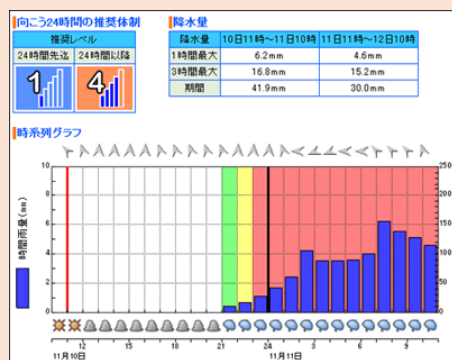 向こう24時間の推奨体制
推奨レベル
24時間先迄 24時間以降
1 4
降水量
降水量 10日11時〜11日10時 11日11時〜12日10時
1時間最大 6.2mm 4.6mm
3時間最大 16.8mm 15.2mm
期間 41.9mm 30.0mm
時系列グラフ
時間雨量(mm)
10 250
8 200
6 150
4 100
2 50
0 0
12 15 18 21 24 3 6 9
11月10日 11月11日